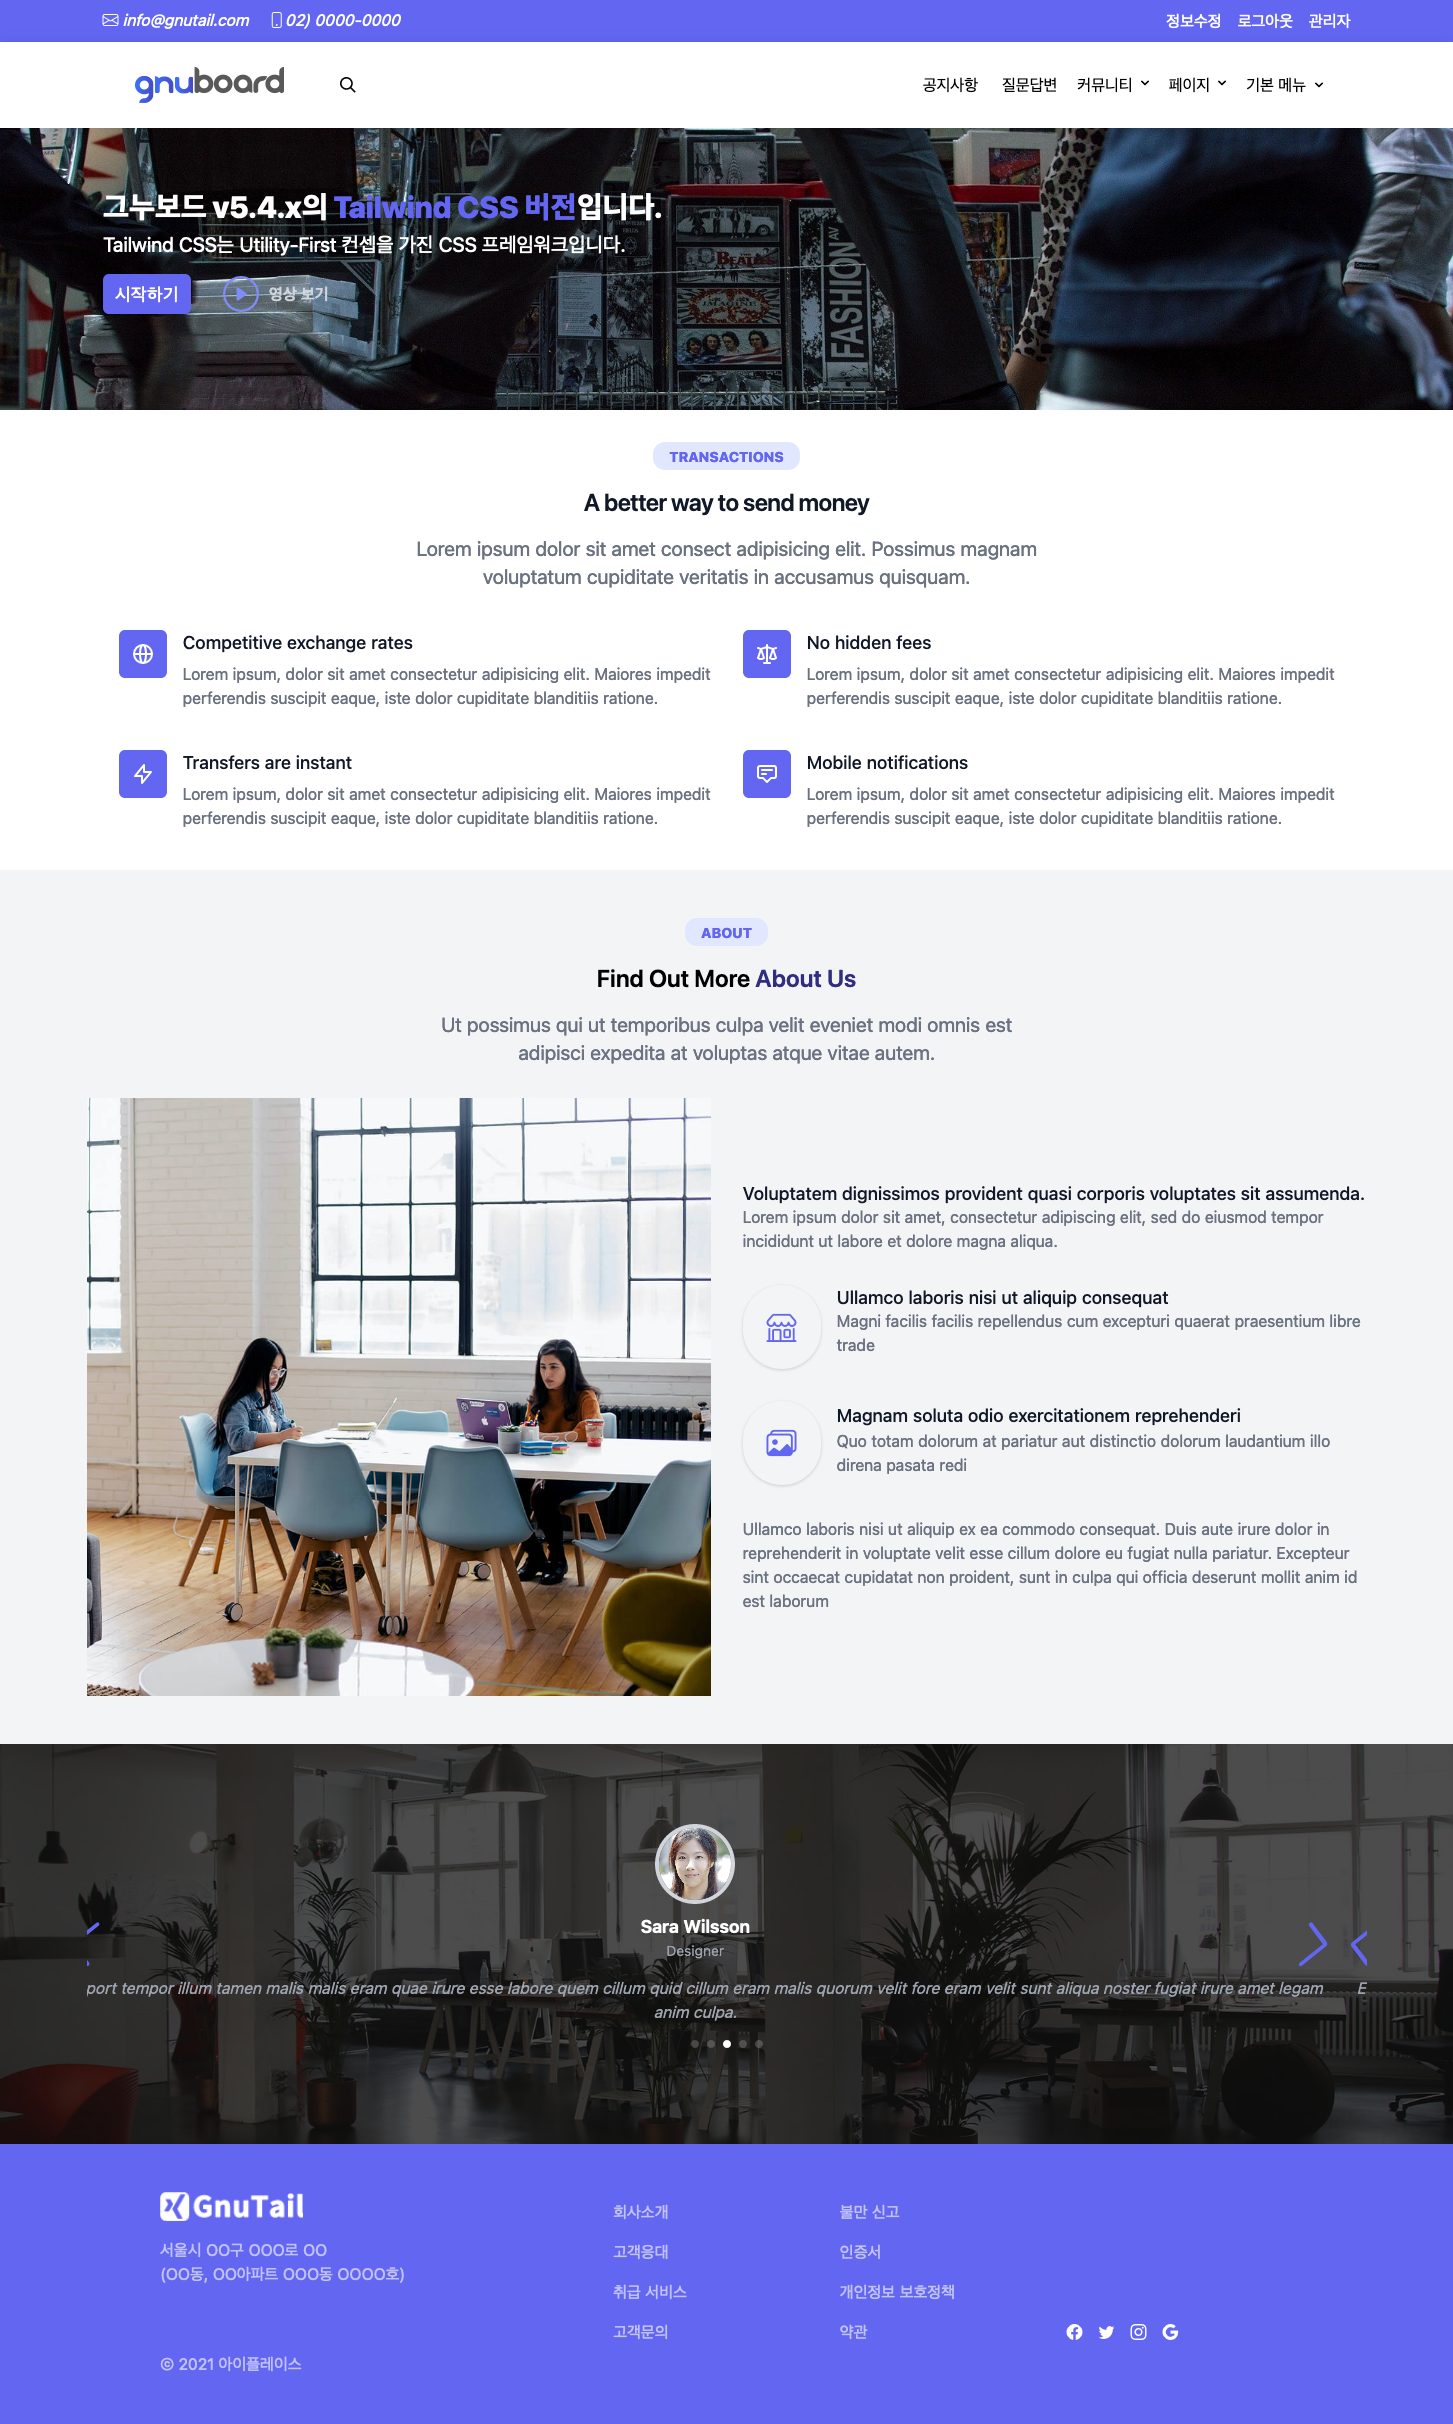 info@gnutail.com 02) 0000-0000 정보수정 로그아웃 관리자
gnuboard 공지사항 질문답변 커뮤니티 페이지 기본 메뉴
그누보드 v5.4.x의 Tailwind CSS 버전입니다.
Tailwind CSS는 Utility-First 컨셉을 가진 CSS 프레임워크입니다.
시작하기 영상 보기
BEATLES
IMAGINE
FASHION
AV
TRANSACTIONS
A better way to send money
Lorem ipsum dolor sit amet consect adipisicing elit. Possimus magnam
voluptatum cupiditate veritatis in accusamus quisquam.
Competitive exchange rates
Lorem ipsum, dolor sit amet consectetur adipisicing elit. Maiores impedit
perferendis suscipit eaque, iste dolor cupiditate blanditiis ratione.
No hidden fees
Lorem ipsum, dolor sit amet consectetur adipisicing elit. Maiores impedit
perferendis suscipit eaque, iste dolor cupiditate blanditiis ratione.
Transfers are instant
Lorem ipsum, dolor sit amet consectetur adipisicing elit. Maiores impedit
perferendis suscipit eaque, iste dolor cupiditate blanditiis ratione.
Mobile notifications
Lorem ipsum, dolor sit amet consectetur adipisicing elit. Maiores impedit
perferendis suscipit eaque, iste dolor cupiditate blanditiis ratione.
ABOUT
Find Out More About Us
Ut possimus qui ut temporibus culpa velit eveniet modi omnis est
adipisci expedita at voluptas atque vitae autem.
Voluptatem dignissimos provident quasi corporis voluptates sit assumenda.
Lorem ipsum dolor sit amet, consectetur adipiscing elit, sed do eiusmod tempor
incididunt ut labore et dolore magna aliqua.
Ullamco laboris nisi ut aliquip consequat
Magni facilis facilis repellendus cum excepturi quaerat praesentium libre
trade
Magnam soluta odio exercitationem reprehenderi
Quo totam dolorum at pariatur aut distinctio dolorum laudantium illo
direna pasata redi
Ullamco laboris nisi ut aliquip ex ea commodo consequat. Duis aute irure dolor in
reprehenderit in voluptate velit esse cillum dolore eu fugiat nulla pariatur. Excepteur
sint occaecat cupidatat non proident, sunt in culpa qui officia deserunt mollit anim id
est laborum
Sara Wilsson
Designer
port tempor illum tamen malis malis eram quae irure esse labore quem cillum quid cillum eram malis quorum velit fore eram velit sunt aliqua noster fugiat irure amet legam E
anim culpa.
GnuTail
서울시 OO구 OOO로 OO
(OO동, OO아파트 OOO동 OOOO호)
© 2021 아이플레이스
회사소개
고객응대
취급 서비스
고객문의
불만 신고
인증서
개인정보 보호정책
약관